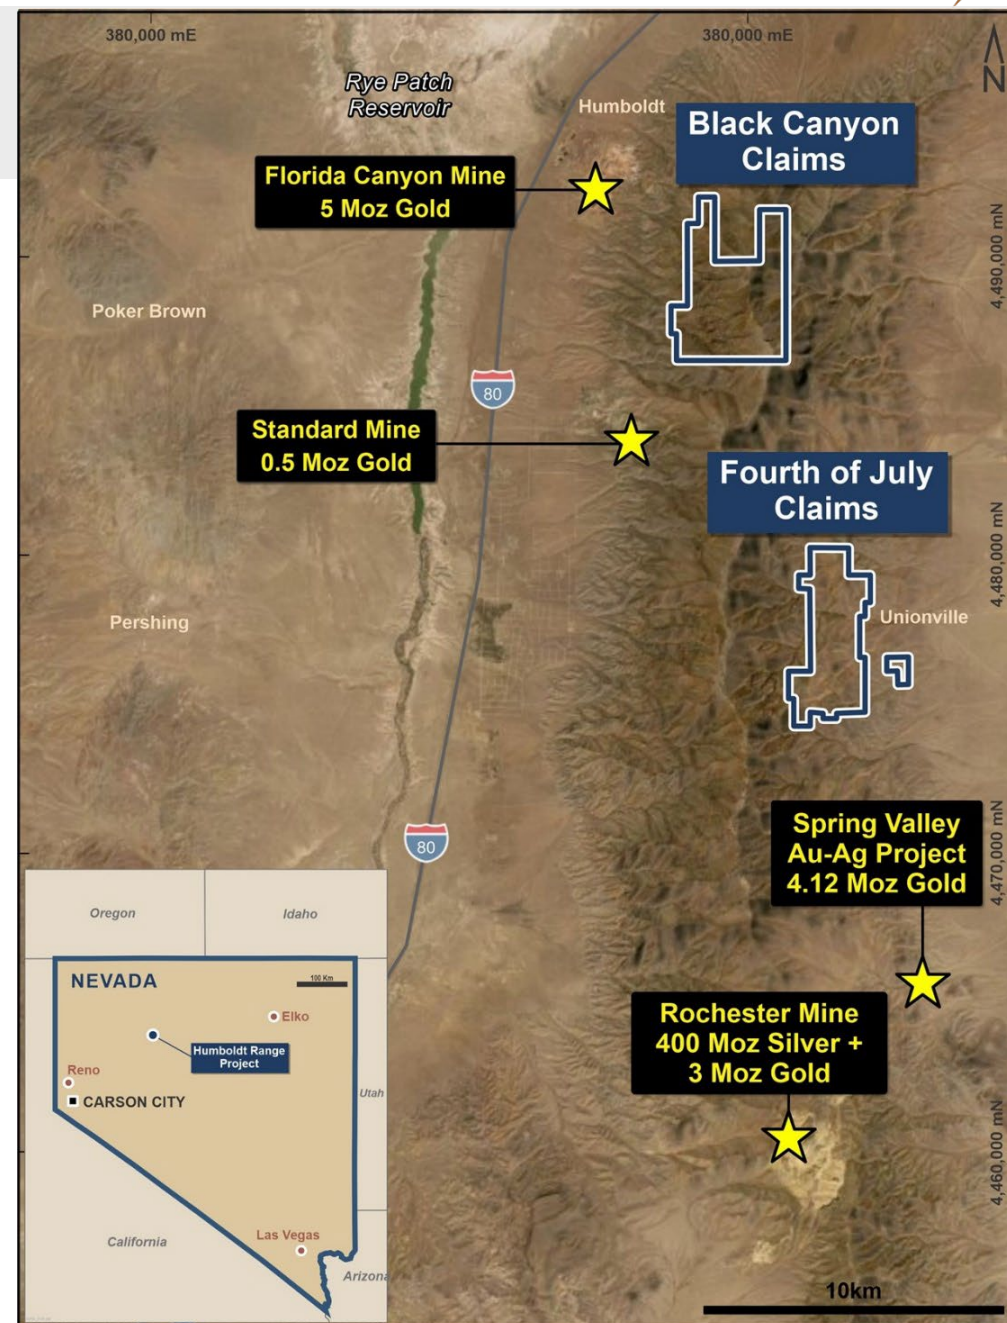 380,000 mE
380,000 mE
N
Rye Patch
Reservoir
Humboldt
Black Canyon
Claims
Florida Canyon Mine
5 Moz Gold
4,490,000 mN
Poker Brown
80
Standard Mine
0.5 Moz Gold
Fourth of July
Claims
4,480,000 mN
Pershing
Unionville
80
Spring Valley
Au-Ag Project
4.12 Moz Gold
4,470,000 mN
Rochester Mine
400 Moz Silver +
3 Moz Gold
4,460,000 mN
10km
Oregon
Idaho
NEVADA
100 Km
Elko
Humboldt Range
Project
Reno
Utah
CARSON CITY
California
Las Vegas
Arizona